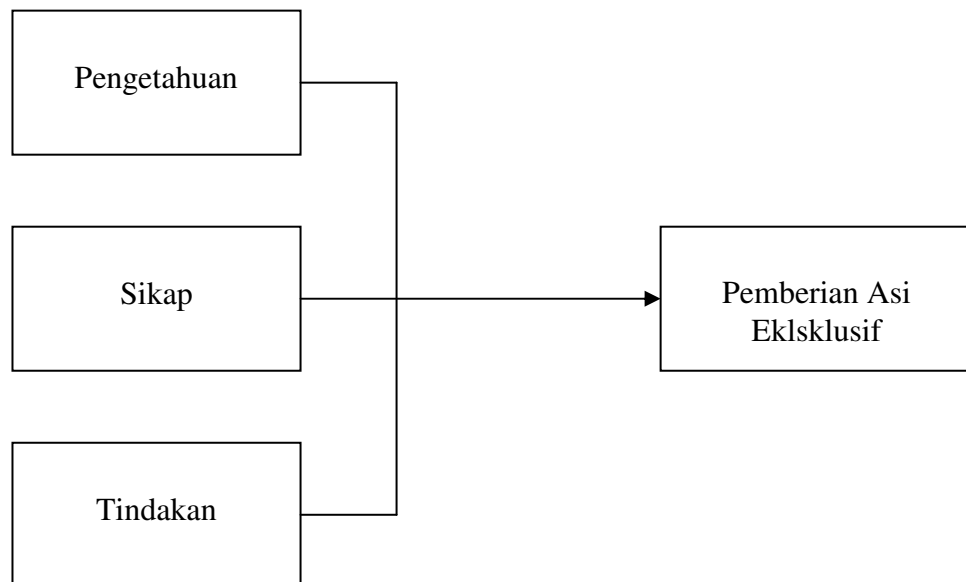 Pengetahuan
Sikap
Pemberian Asi
Eklsklusif
Tindakan